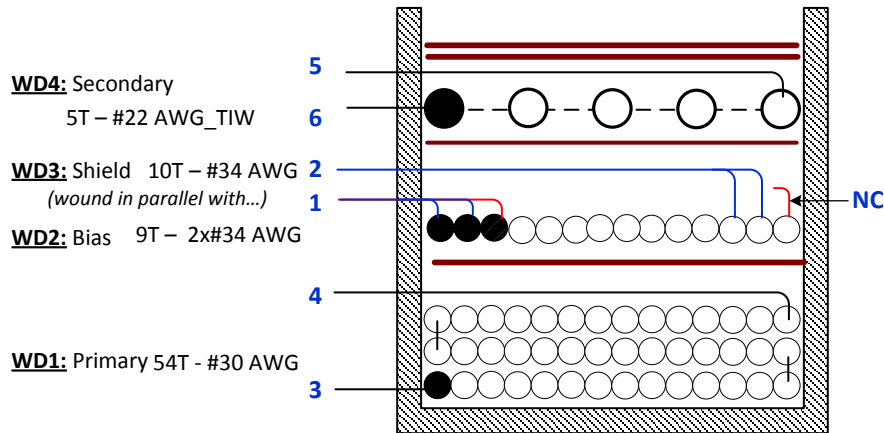 WD4: Secondary
5T – #22 AWG_TIW
5
6
WD3: Shield 10T – #34 AWG
(wound in parallel with…)
WD2: Bias 9T – 2x#34 AWG
2
1
NC
4
WD1: Primary 54T - #30 AWG
3